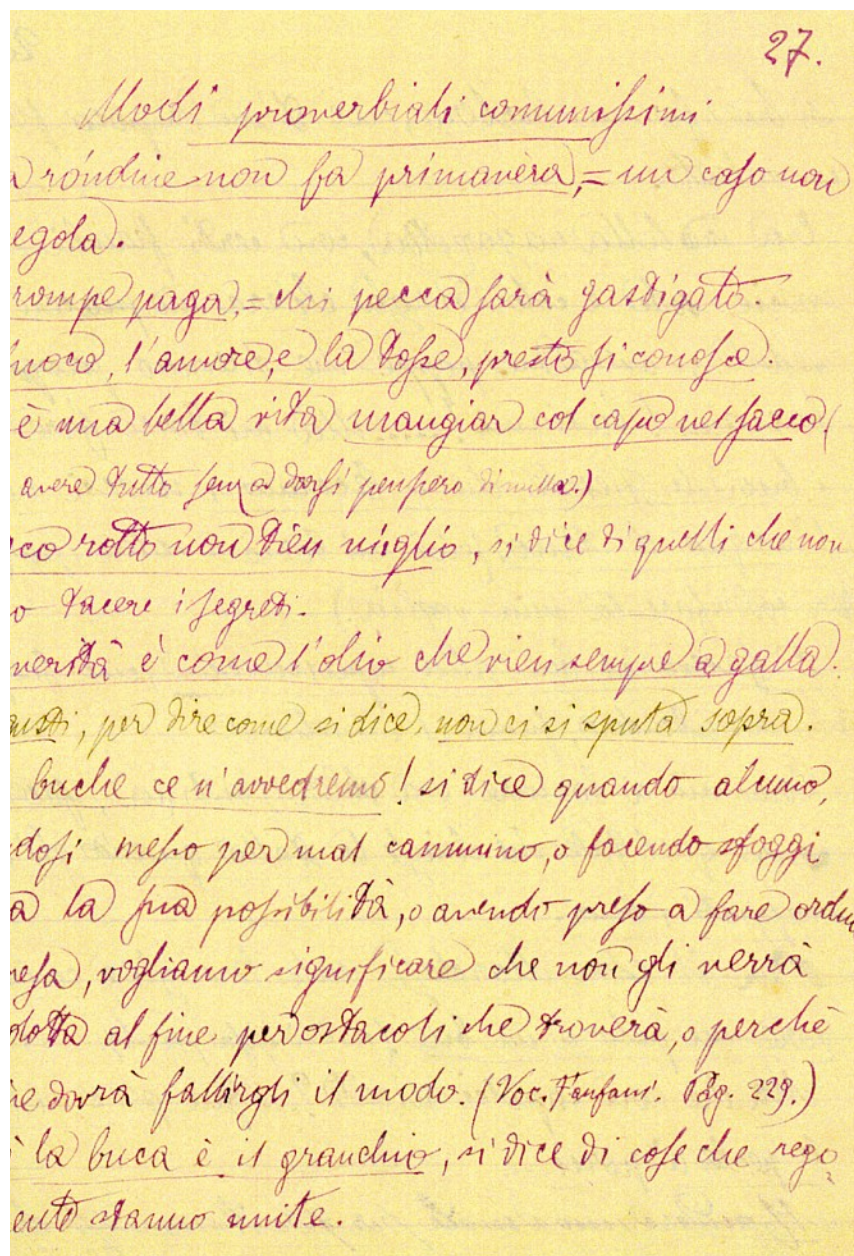 27.
Modi proverbiali comunissimi
a róndine non fa primavèra, = un caso non
egola.
rompe paga, = chi pecca sarà gastigato.
uoco, l'amore, e la tosse, presto si conosce.
è una bella vita mangiar col capo nel sacco (
avere tutto senza darsi pensiero di nulla.)
cco rotto non tien miglio, si dice di quelli che non
o tacere i segreti.
verità è come l'olio che vien sempre a galla.
usti, per dire come si dice, non ci si sputa sopra.
buche ce n'avvedremo! si dice quando alcuno,
dosi messo per mal cammino, o facendo sfoggi
a la sua possibilità, o avendo preso a fare ardu
resa, vogliamo significare che non gli verrà
dotta al fine per ostacoli che troverà, o perchè
ne dovrà fallirgli il modo. (Voc. Fanfani. Pag. 229.)
la buca è il granchio, si dice di cose che rego
ente stanno unite.